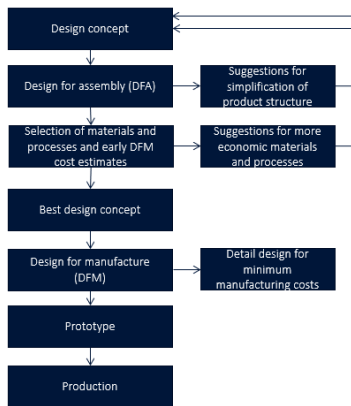 Design concept
Design for assembly (DFA)
Suggestions for
simplification of
product structure
Selection of materials and
processes and early DFM
cost estimates
Suggestions for more
economic materials
and processes
Best design concept
Design for manufacture
(DFM)
Detail design for
minimum
manufacturing costs
Prototype
Production